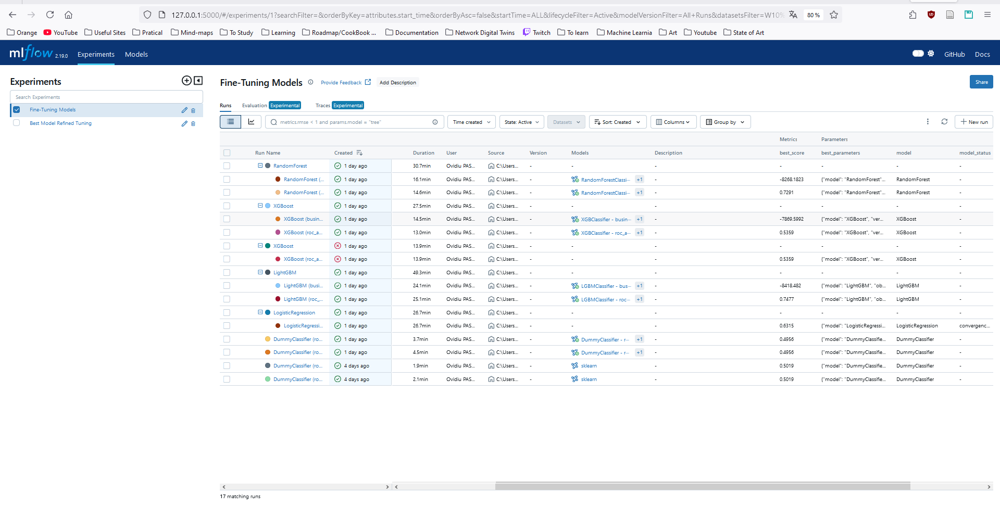 127.0.0.1:5000/#/experiments/1?searchFilter=&orderByKey=attributes.start_time&orderByAsc=false&startTime=ALL&lifecycleFilter=Active&modelVersionFilter=All+Runs&datasetsFilter=W10% 80 %
Orange YouTube Useful Sites Pratical Mind-maps To Study Learning Roadmap/CookBook ... Documentation Network Digital Twins Twitch To learn Machine Learnia Art Youtube State of Art
mlflow 2.19.0 Experiments Models GitHub Docs
Experiments
Search Experiments
Fine-Tuning Models
Best Model Refined Tuning
Fine-Tuning Models Provide Feedback Add Description Share
Runs Evaluation Experimental Traces Experimental
metrics.rmse < 1 and params.model = "tree" Time created State: Active Datasets Sort: Created Columns Group by New run
Metrics Parameters
Run Name Created Duration User Source Version Models Description best_score best_parameters model model_status
RandomForest 1 day ago 30.7min Ovidiu PAS... C:\Users... - - - - - - -
RandomForest (... 1 day ago 16.1min Ovidiu PAS... C:\Users... - RandomForestClassi... +1 - -8268.1823 {"model": "RandomForest"... RandomForest -
RandomForest (... 1 day ago 14.6min Ovidiu PAS... C:\Users... - RandomForestClassi... +1 - 0.7291 {"model": "RandomForest"... RandomForest -
XGBoost 1 day ago 27.5min Ovidiu PAS... C:\Users... - - - - - - -
XGBoost (busin... 1 day ago 14.5min Ovidiu PAS... C:\Users... - XGBClassifier - busin... +1 - -7869.5992 {"model": "XGBoost", "ver... XGBoost -
XGBoost (roc_a... 1 day ago 13.0min Ovidiu PAS... C:\Users... - XGBClassifier - roc_a... +1 - 0.5359 {"model": "XGBoost", "ver... XGBoost -
XGBoost 1 day ago 13.9min Ovidiu PAS... C:\Users... - - - - - - -
XGBoost (roc_a... 1 day ago 13.9min Ovidiu PAS... C:\Users... - - - 0.5359 {"model": "XGBoost", "ver... XGBoost -
LightGBM 1 day ago 49.3min Ovidiu PAS... C:\Users... - - - - - - -
LightGBM (busi... 1 day ago 24.1min Ovidiu PAS... C:\Users... - LGBMClassifier - bus... +1 - -8418.482 {"model": "LightGBM", "ob... LightGBM -
LightGBM (roc_... 1 day ago 25.1min Ovidiu PAS... C:\Users... - LGBMClassifier - roc... +1 - 0.7477 {"model": "LightGBM", "ob... LightGBM -
LogisticRegression 1 day ago 26.7min Ovidiu PAS... C:\Users... - - - - - - -
LogisticRegressi... 1 day ago 26.7min Ovidiu PAS... C:\Users... - - - 0.6315 {"model": "LogisticRegressi... LogisticRegression convergenc...
DummyClassifier (ro... 1 day ago 3.7min Ovidiu PAS... C:\Users... - DummyClassifier - r... +1 - 0.4956 {"model": "DummyClassifie... DummyClassifier -
DummyClassifier (ro... 1 day ago 4.5min Ovidiu PAS... C:\Users... - DummyClassifier - r... +1 - 0.4956 {"model": "DummyClassifie... DummyClassifier -
DummyClassifier (ro... 4 days ago 1.9min Ovidiu PAS... C:\Users... - sklearn - 0.5019 {"model": "DummyClassifie... DummyClassifier -
DummyClassifier (ro... 4 days ago 2.1min Ovidiu PAS... C:\Users... - sklearn - 0.5019 {"model": "DummyClassifie... DummyClassifier -
17 matching runs